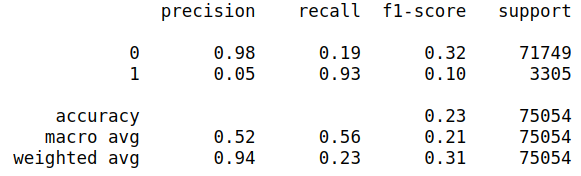 precision recall f1-score support
0 0.98 0.19 0.32 71749
1 0.05 0.93 0.10 3305
accuracy 0.23 75054
macro avg 0.52 0.56 0.21 75054
weighted avg 0.94 0.23 0.31 75054